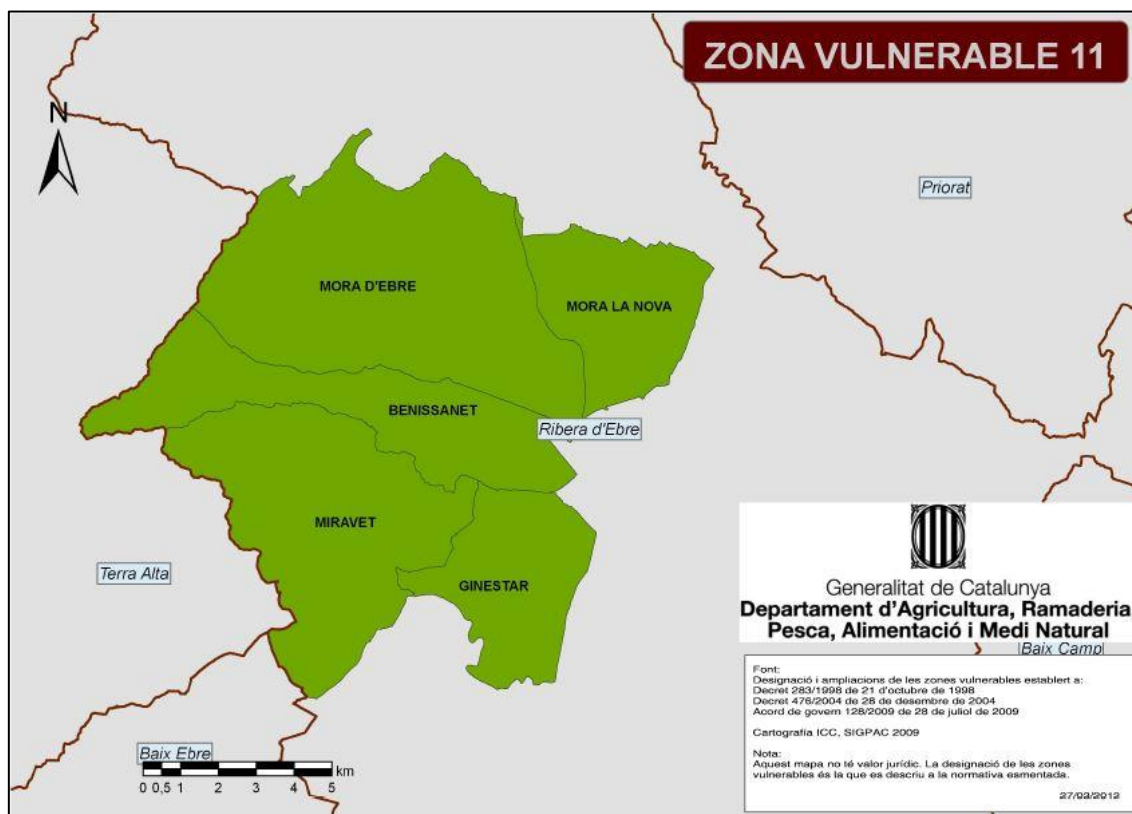 ZONA VULNERABLE 11
N
Priorat
MORA D'EBRE
MORA LA NOVA
BENISSANET
Ribera d'Ebre
MIRAVET
Terra Alta
GINESTAR
Generalitat de Catalunya
Departament d'Agricultura, Ramaderia
Pesca, Alimentació i Medi Natural
Baix Camp
Font:
Designació i ampliacions de les zones vulnerables establert a:
Decret 283/1998 de 21 d'octubre de 1998
Decret 476/2004 de 28 de desembre de 2004
Acord de govern 128/2009 de 28 de juliol de 2009
Cartografia ICC, SIGPAC 2009
Nota:
Aquest mapa no té valor jurídic. La designació de les zones
vulnerables és la que es descriu a la normativa esmentada.
27/03/2012
Baix Ebre
km
0 0,5 1 2 3 4 5